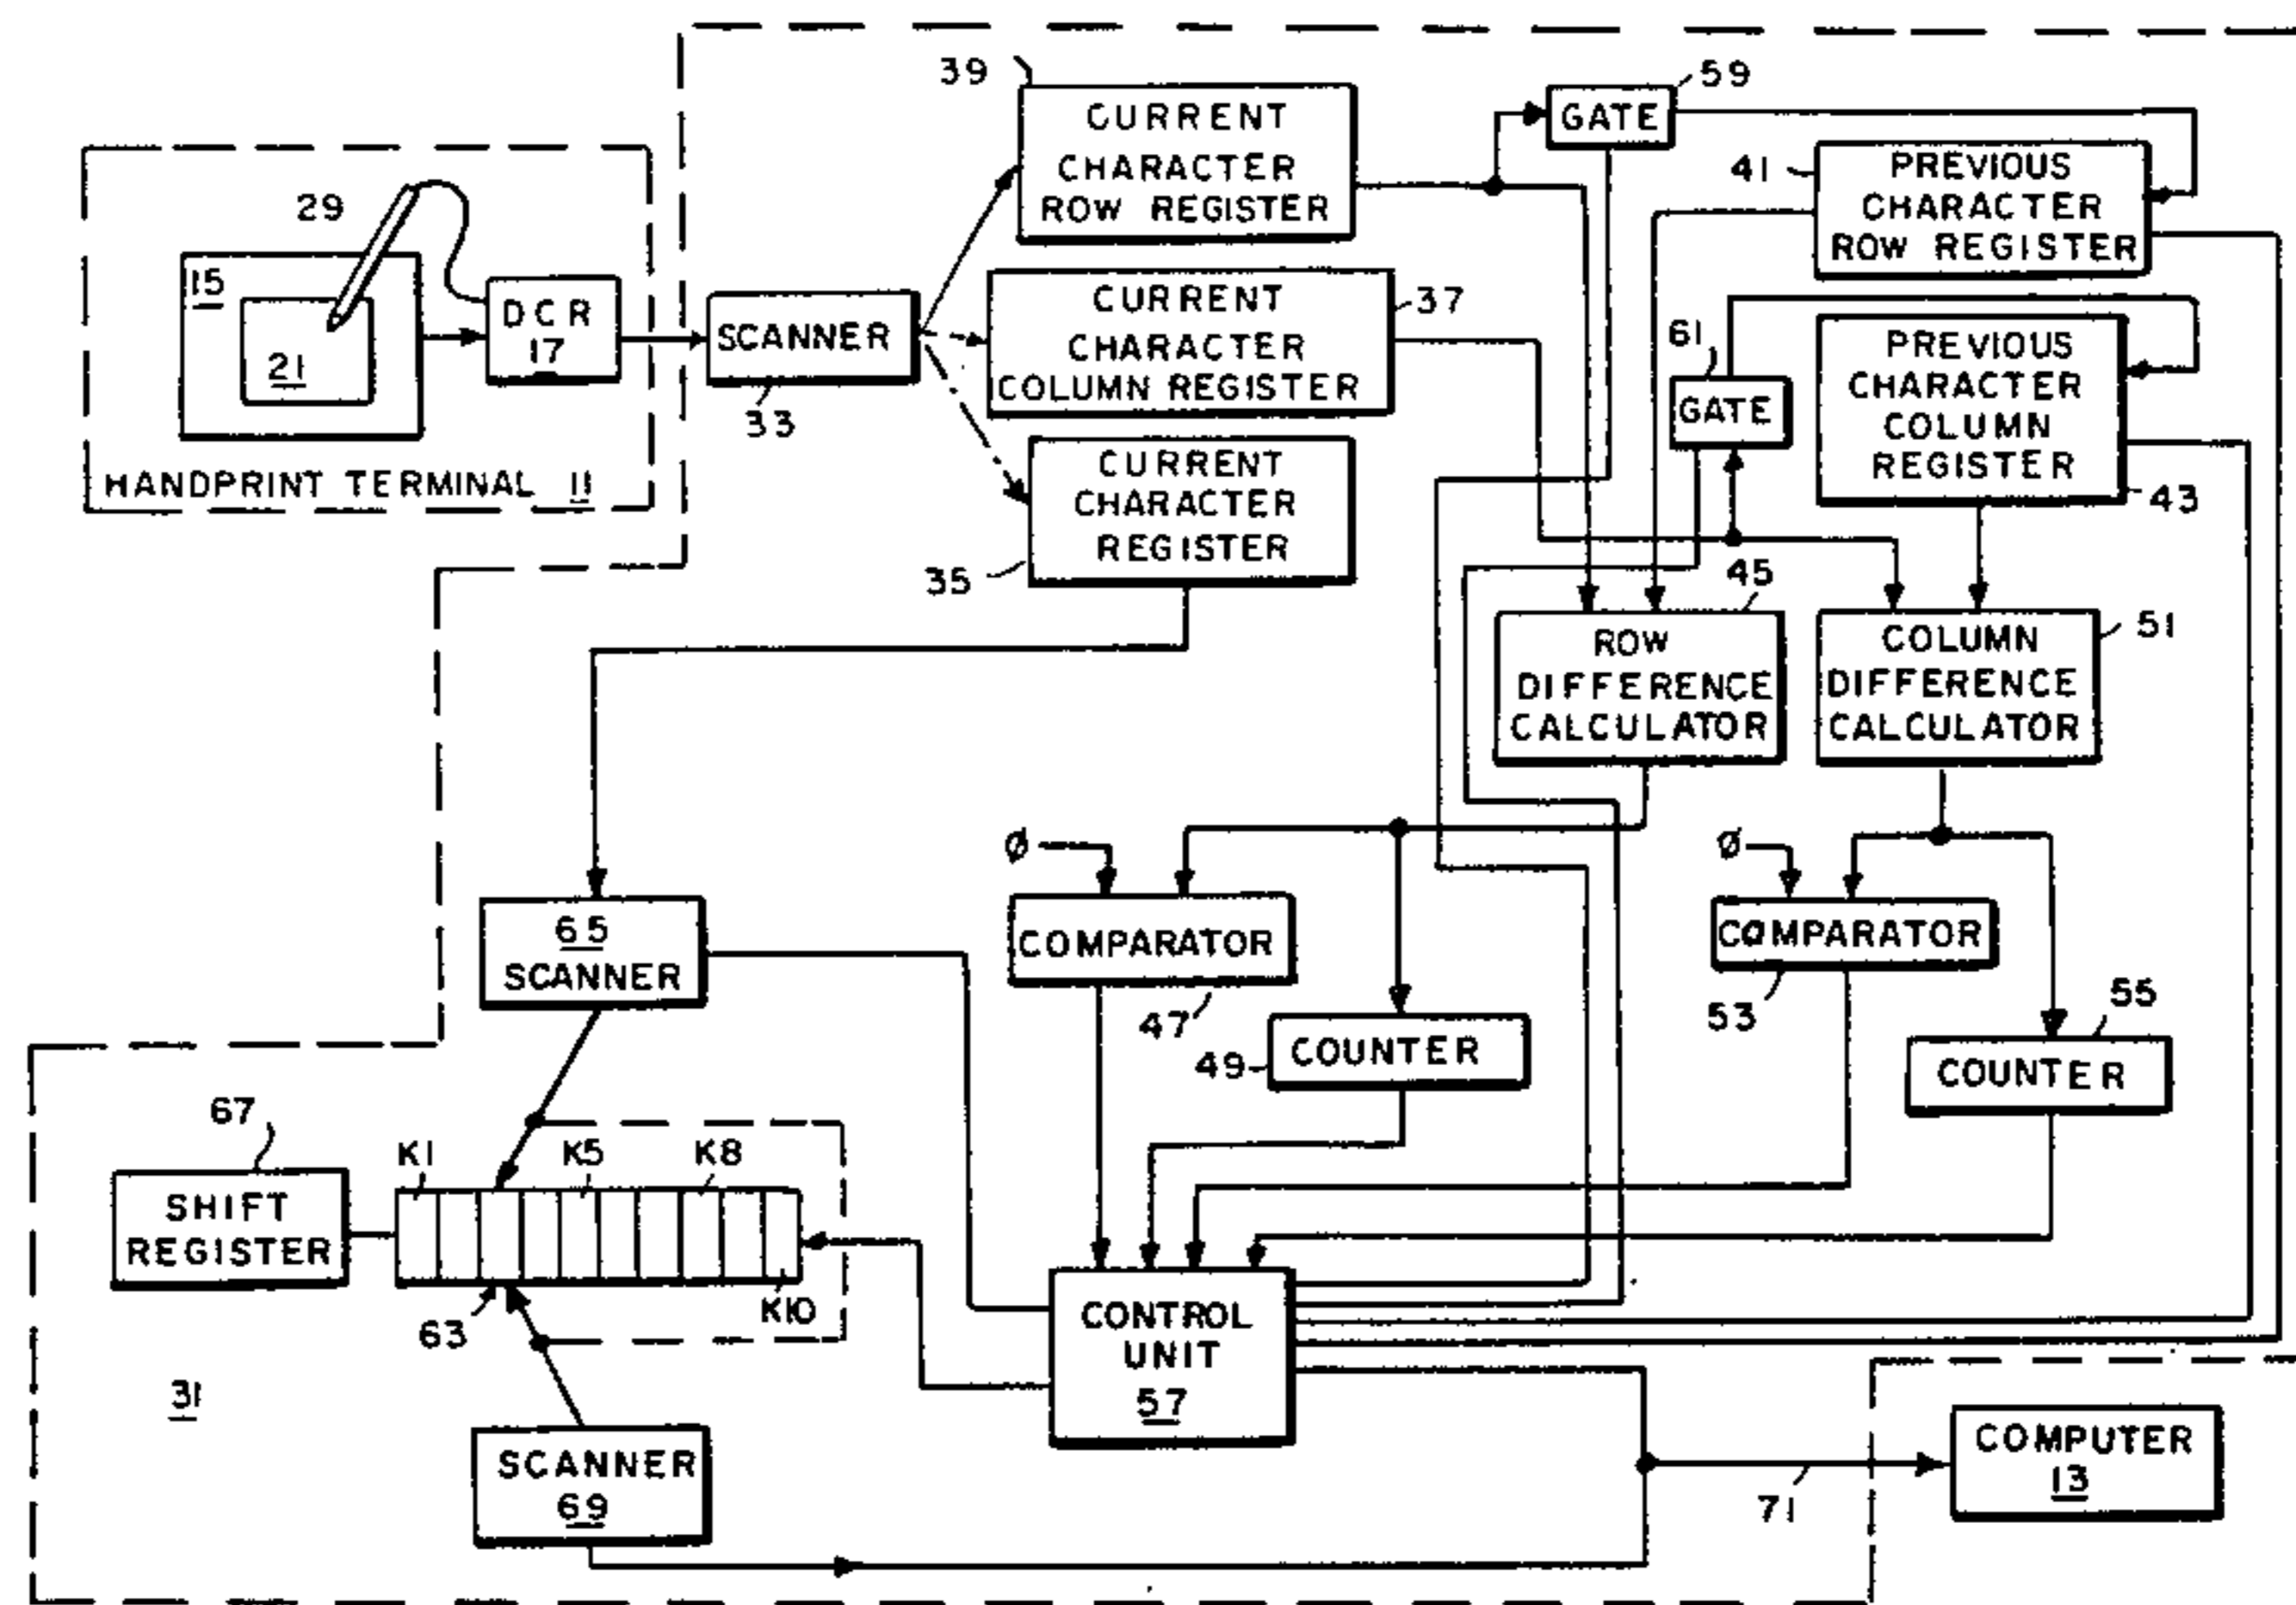 39
CURRENT
CHARACTER
ROW REGISTER
GATE
59
41
PREVIOUS
CHARACTER
ROW REGISTER
29
15
21
DCR
17
HANDPRINT TERMINAL 11
SCANNER
33
CURRENT
CHARACTER
COLUMN REGISTER
37
61
GATE
PREVIOUS
CHARACTER
COLUMN
REGISTER
43
CURRENT
CHARACTER
REGISTER
35
45
ROW
DIFFERENCE
CALCULATOR
COLUMN
DIFFERENCE
CALCULATOR
51
Ø
COMPARATOR
47
Ø
COMPARATOR
53
65
SCANNER
49
COUNTER
55
COUNTER
67
SHIFT
REGISTER
K1
K5
K8
K10
63
31
CONTROL
UNIT
57
SCANNER
69
71
COMPUTER
13